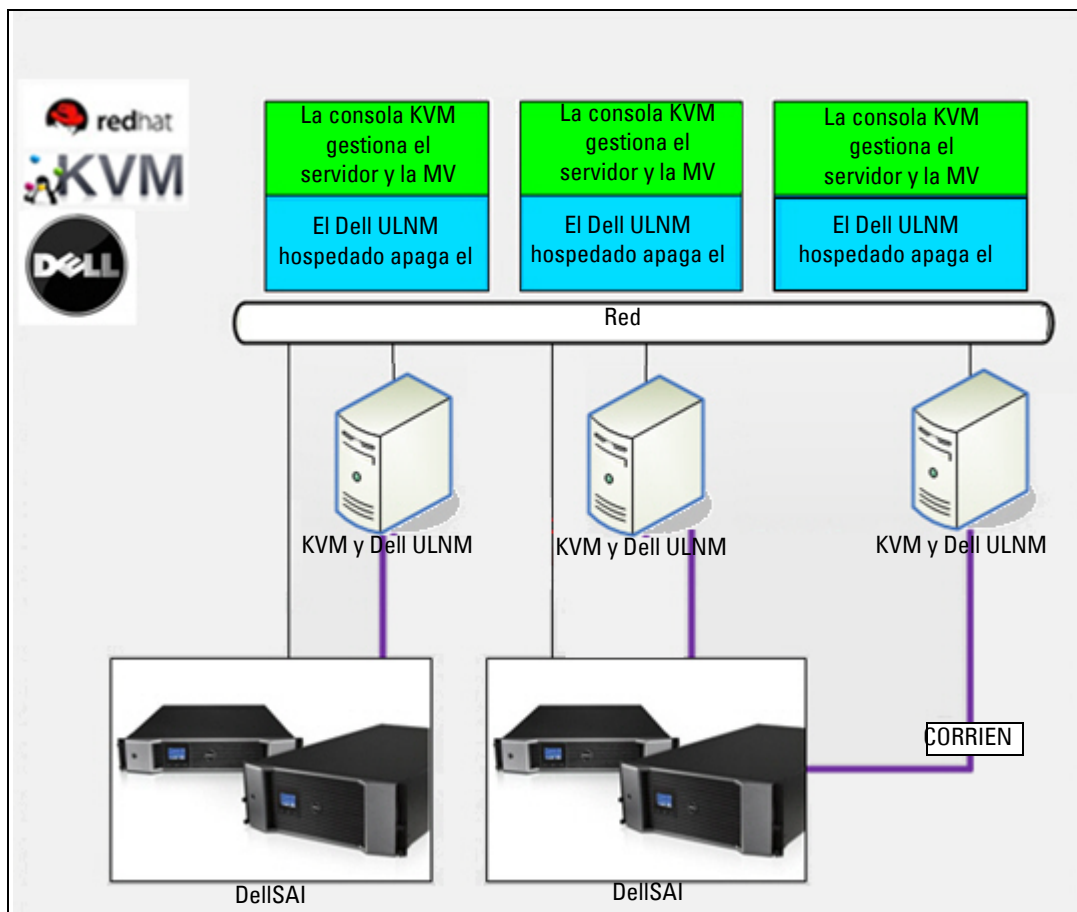 redhat
KVM
DELL
La consola KVM
gestiona el
servidor y la MV
La consola KVM
gestiona el
servidor y la MV
La consola KVM
gestiona el
servidor y la MV
El Dell ULNM
hospedado apaga el
El Dell ULNM
hospedado apaga el
El Dell ULNM
hospedado apaga el
Red
KVM y Dell ULNM
KVM y Dell ULNM
KVM y Dell ULNM
CORRIEN
DellSAI
DellSAI